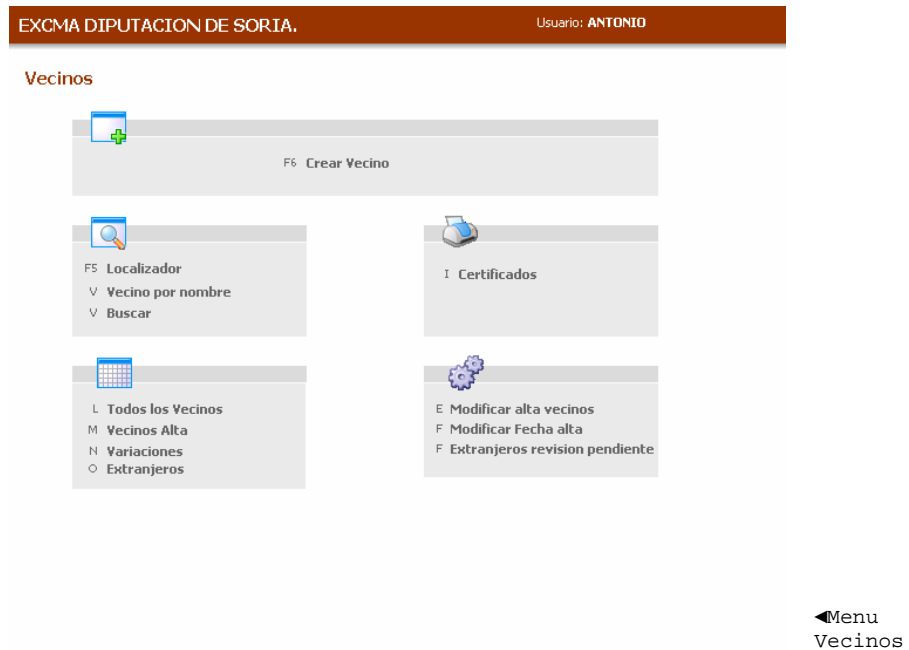 EXCMA DIPUTACION DE SORIA. Usuario: ANTONIO
Vecinos
F6 Crear Vecino
F5 Localizador
V Vecino por nombre
V Buscar
I Certificados
L Todos los Vecinos
M Vecinos Alta
N Variaciones
O Extranjeros
E Modificar alta vecinos
F Modificar Fecha alta
F Extranjeros revision pendiente
◄Menu
Vecinos